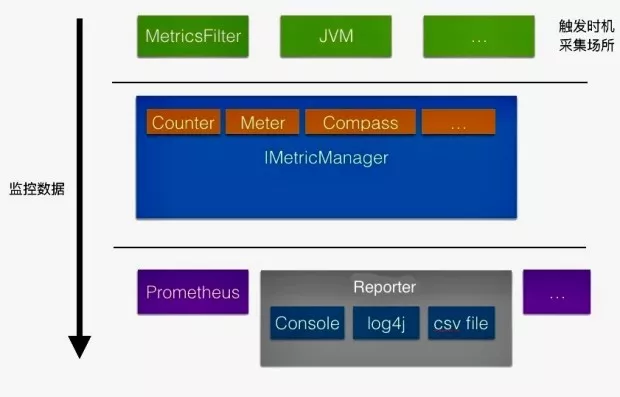 MetricsFilter
JVM
...
触发时机
采集场所
Counter
Meter
Compass
...
IMetricManager
监控数据
Prometheus
Reporter
...
Console
log4j
csv file